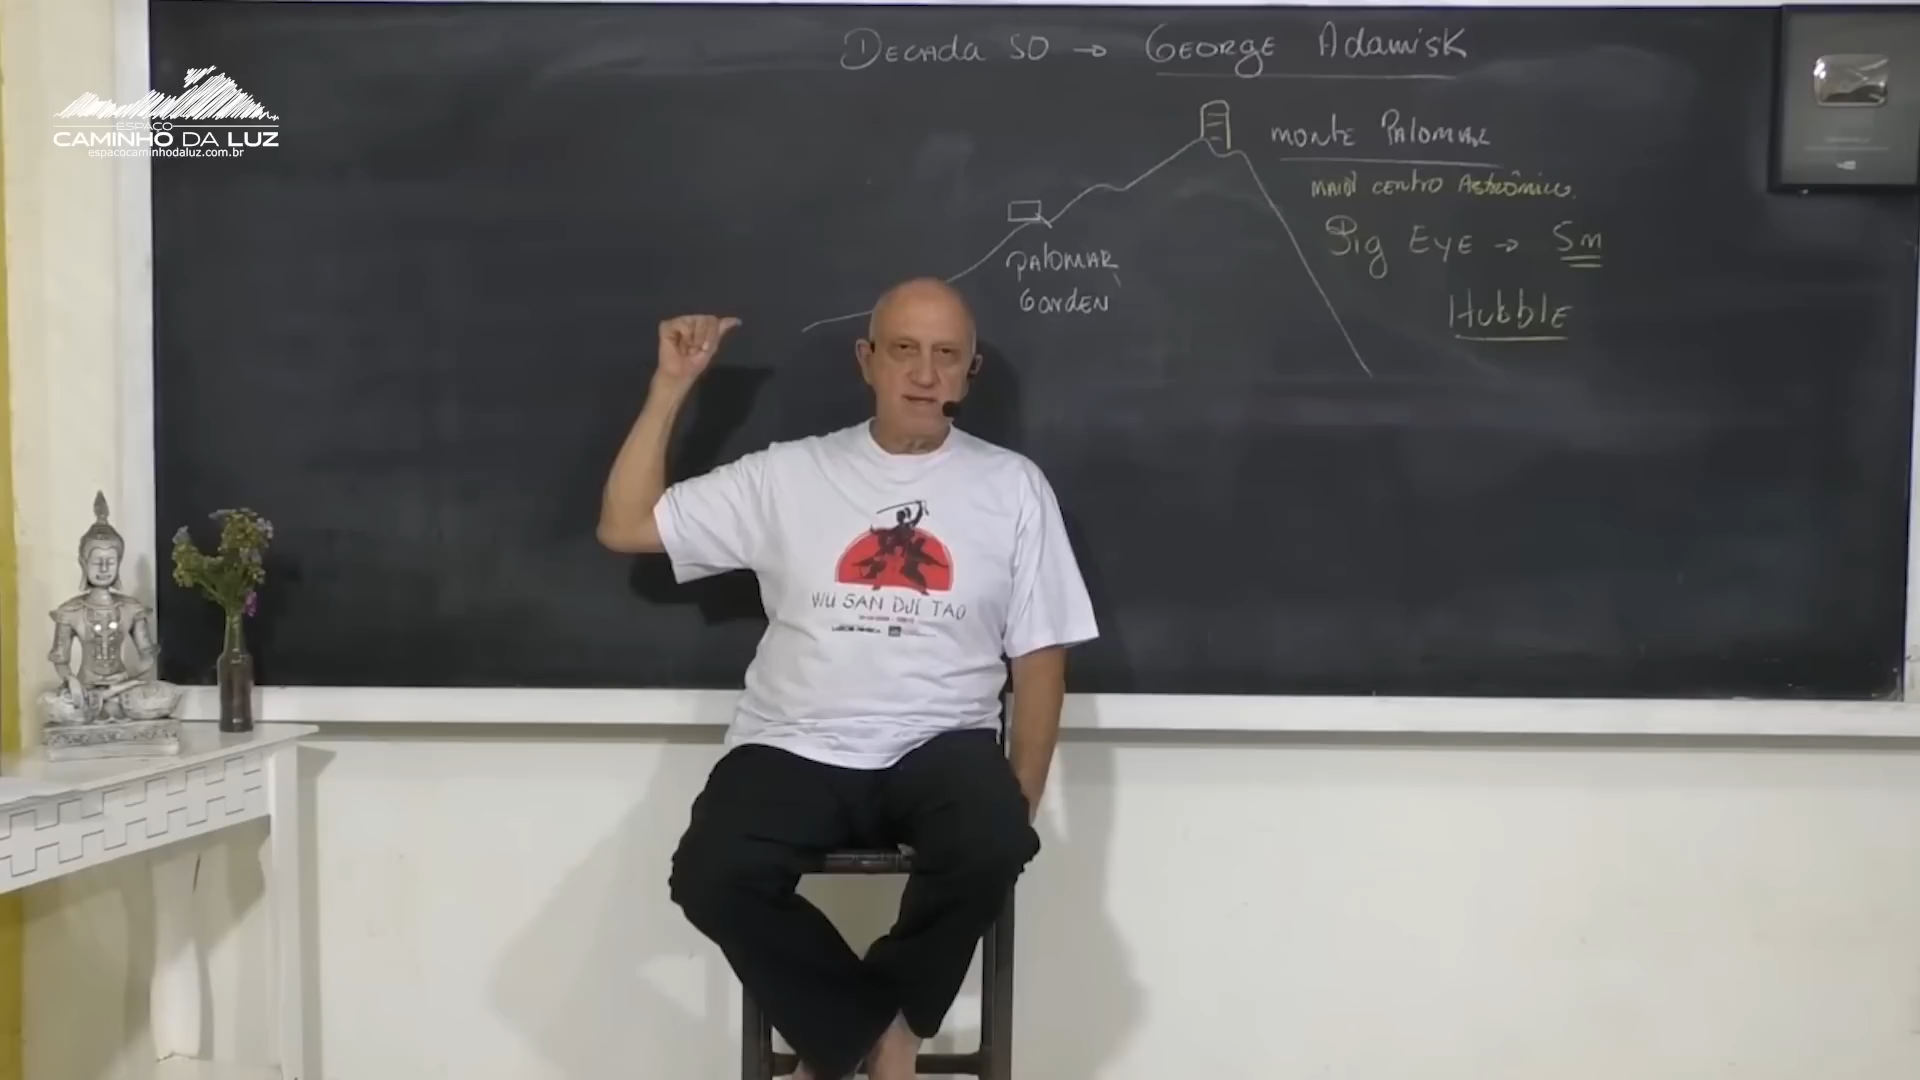 Decada 50 → George Adamisk
ESPAÇO
CAMINHO DA LUZ
espacocaminhodaluz.com.br
monte Palomar
maior centro Astrômico.
Big Eye → 5m
Palomar
Garden
Hubble
WU SAN DUI TAO